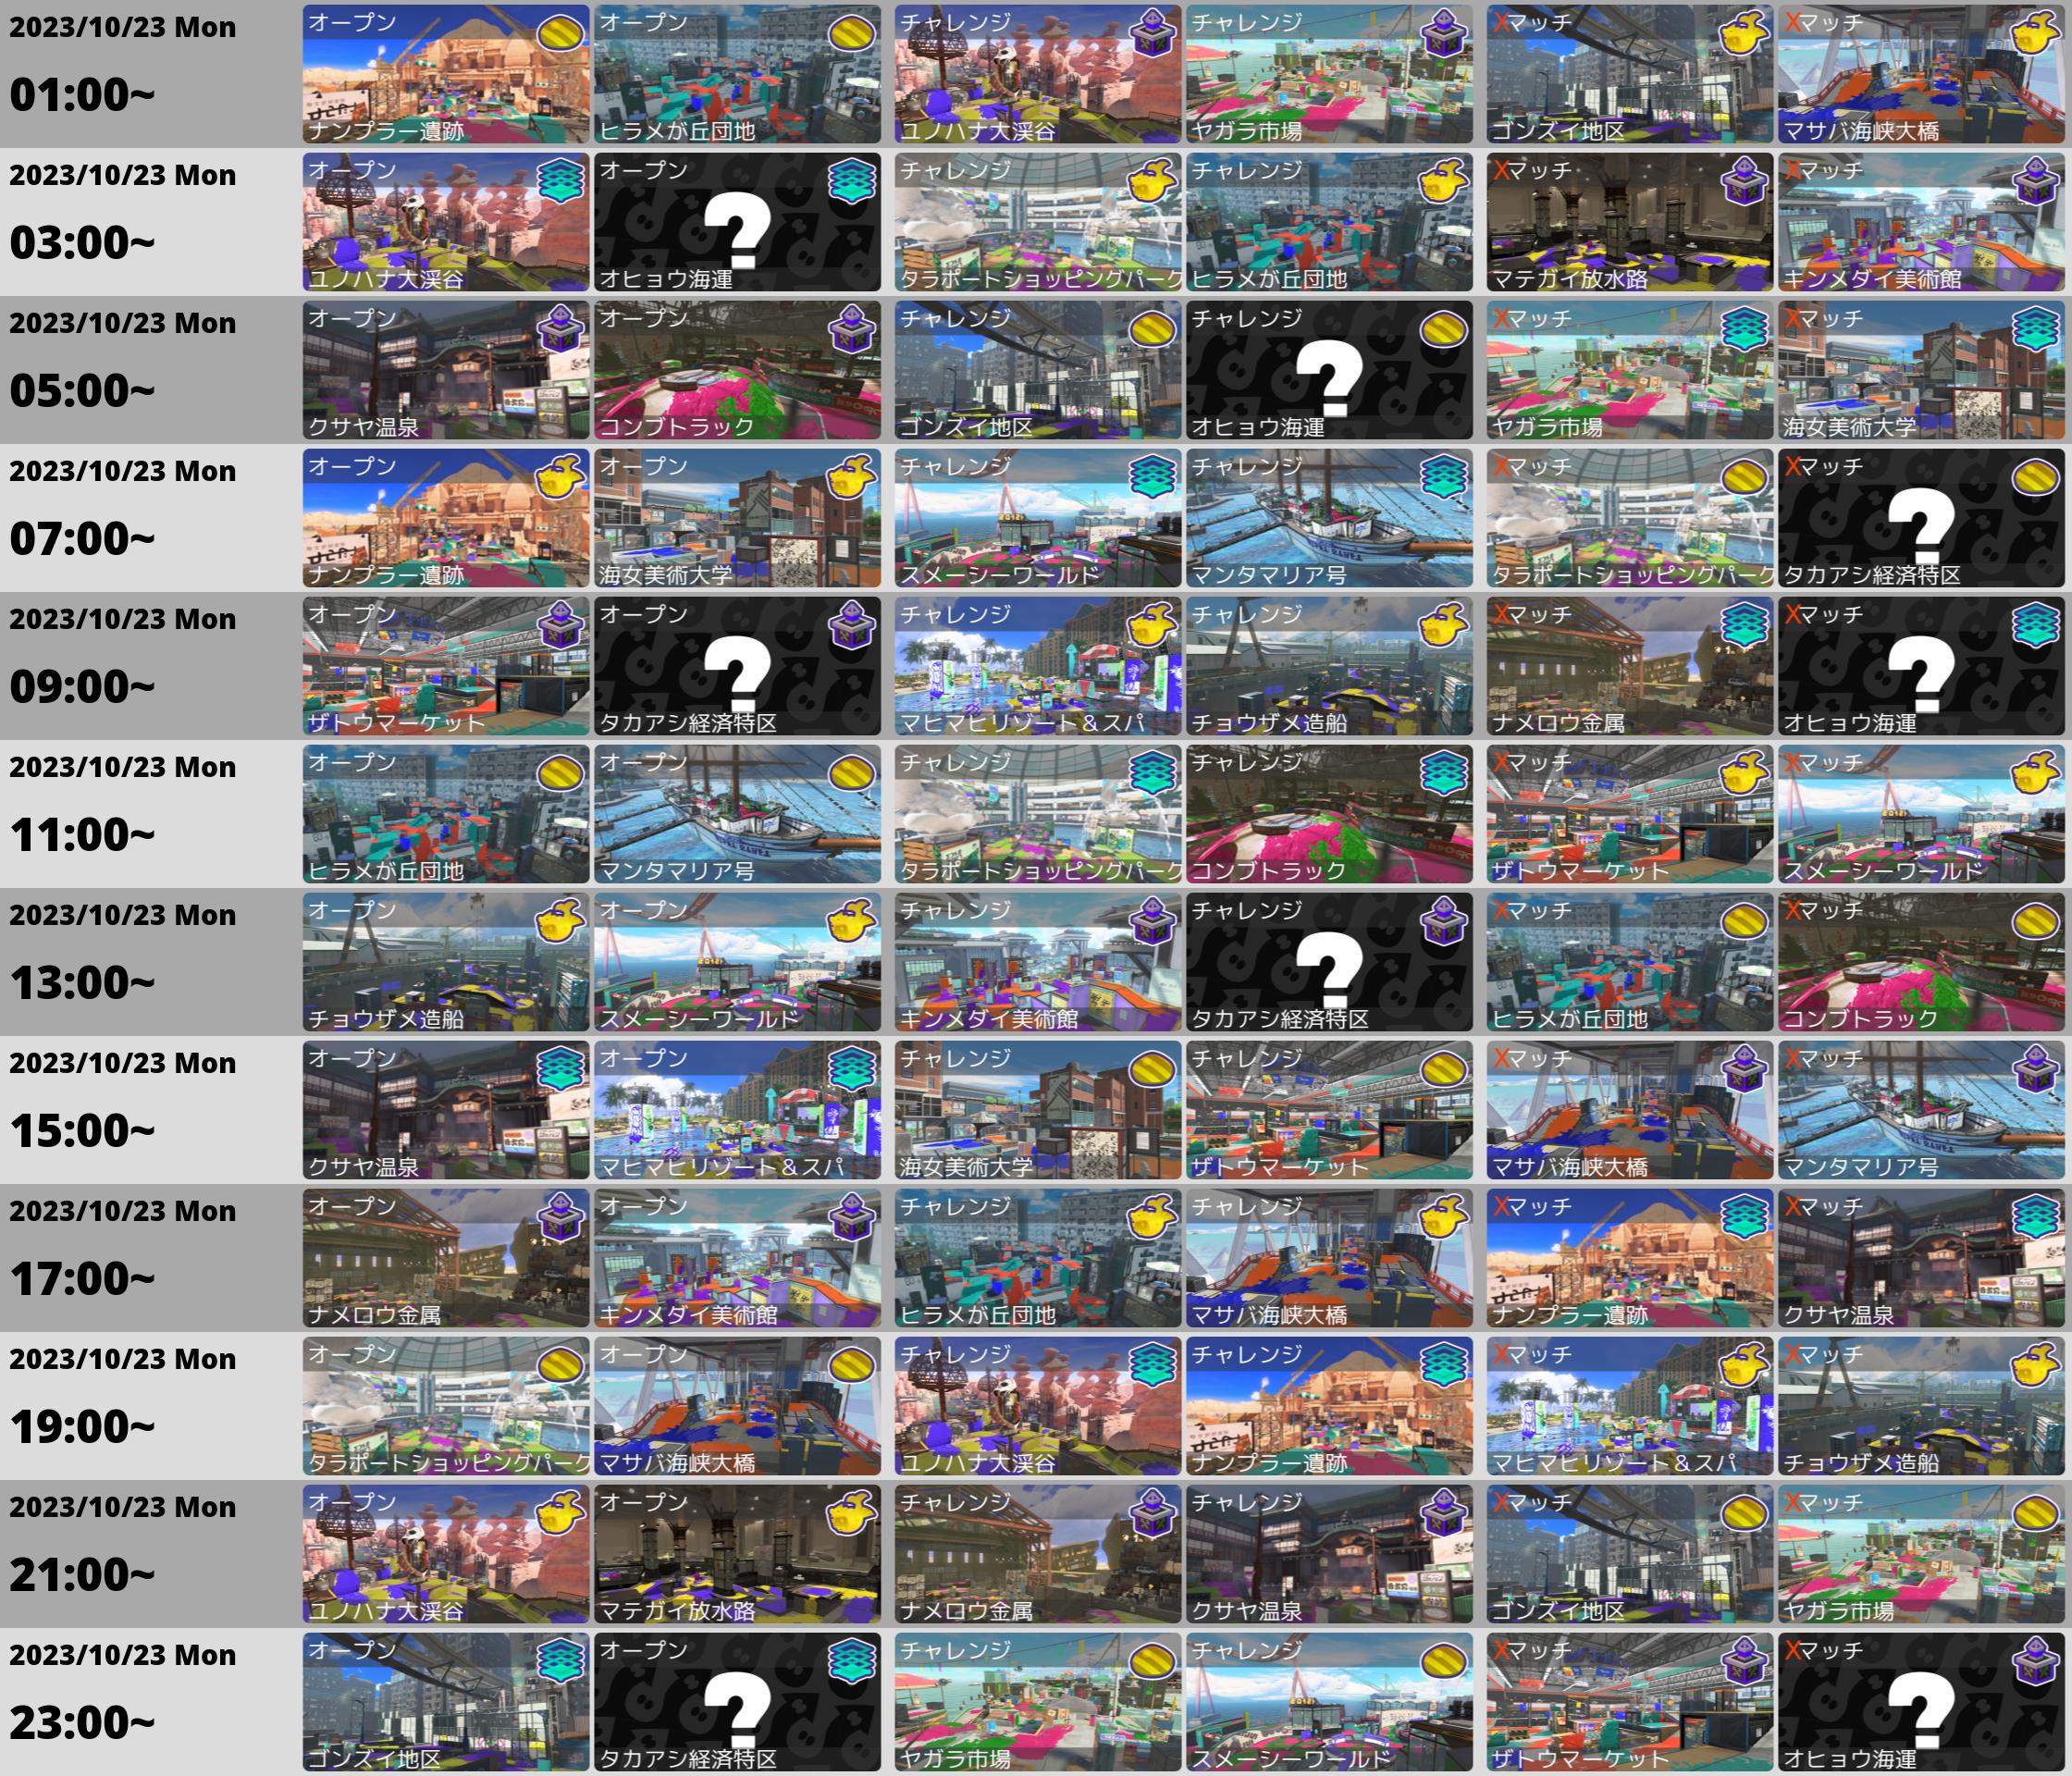 2023/10/23 Mon
01:00~
オープン オープン チャレンジ チャレンジ Xマッチ Xマッチ
ナンプラー遺跡 ヒラメが丘団地 ユノハナ大渓谷 ヤガラ市場 ゴンズイ地区 マサバ海峡大橋
2023/10/23 Mon
03:00~
オープン オープン チャレンジ チャレンジ Xマッチ Xマッチ
?
ユノハナ大渓谷 オヒョウ海運 タラポートショッピングパーク ヒラメが丘団地 マテガイ放水路 キンメダイ美術館
2023/10/23 Mon
05:00~
オープン オープン チャレンジ チャレンジ Xマッチ Xマッチ
?
クサヤ温泉 コンブトラック ゴンズイ地区 オヒョウ海運 ヤガラ市場 海女美術大学
2023/10/23 Mon
07:00~
オープン オープン チャレンジ チャレンジ Xマッチ Xマッチ
?
ナンプラー遺跡 海女美術大学 スメーシーワールド マンタマリア号 タラポートショッピングパーク タカアシ経済特区
2023/10/23 Mon
09:00~
オープン オープン チャレンジ チャレンジ Xマッチ Xマッチ
? ?
ザトウマーケット タカアシ経済特区 マヒマヒリゾート＆スパ チョウザメ造船 ナメロウ金属 オヒョウ海運
2023/10/23 Mon
11:00~
オープン オープン チャレンジ チャレンジ Xマッチ Xマッチ
ヒラメが丘団地 マンタマリア号 タラポートショッピングパーク コンブトラック ザトウマーケット スメーシーワールド
2023/10/23 Mon
13:00~
オープン オープン チャレンジ チャレンジ Xマッチ Xマッチ
?
チョウザメ造船 スメーシーワールド キンメダイ美術館 タカアシ経済特区 ヒラメが丘団地 コンブトラック
2023/10/23 Mon
15:00~
オープン オープン チャレンジ チャレンジ Xマッチ Xマッチ
クサヤ温泉 マヒマヒリゾート＆スパ 海女美術大学 ザトウマーケット マサバ海峡大橋 マンタマリア号
2023/10/23 Mon
17:00~
オープン オープン チャレンジ チャレンジ Xマッチ Xマッチ
ナメロウ金属 キンメダイ美術館 ヒラメが丘団地 マサバ海峡大橋 ナンプラー遺跡 クサヤ温泉
2023/10/23 Mon
19:00~
オープン オープン チャレンジ チャレンジ Xマッチ Xマッチ
タラポートショッピングパーク マサバ海峡大橋 ユノハナ大渓谷 ナンプラー遺跡 マヒマヒリゾート＆スパ チョウザメ造船
2023/10/23 Mon
21:00~
オープン オープン チャレンジ チャレンジ Xマッチ Xマッチ
ユノハナ大渓谷 マテガイ放水路 ナメロウ金属 クサヤ温泉 ゴンズイ地区 ヤガラ市場
2023/10/23 Mon
23:00~
オープン オープン チャレンジ チャレンジ Xマッチ Xマッチ
? ?
ゴンズイ地区 タカアシ経済特区 ヤガラ市場 スメーシーワールド ザトウマーケット オヒョウ海運